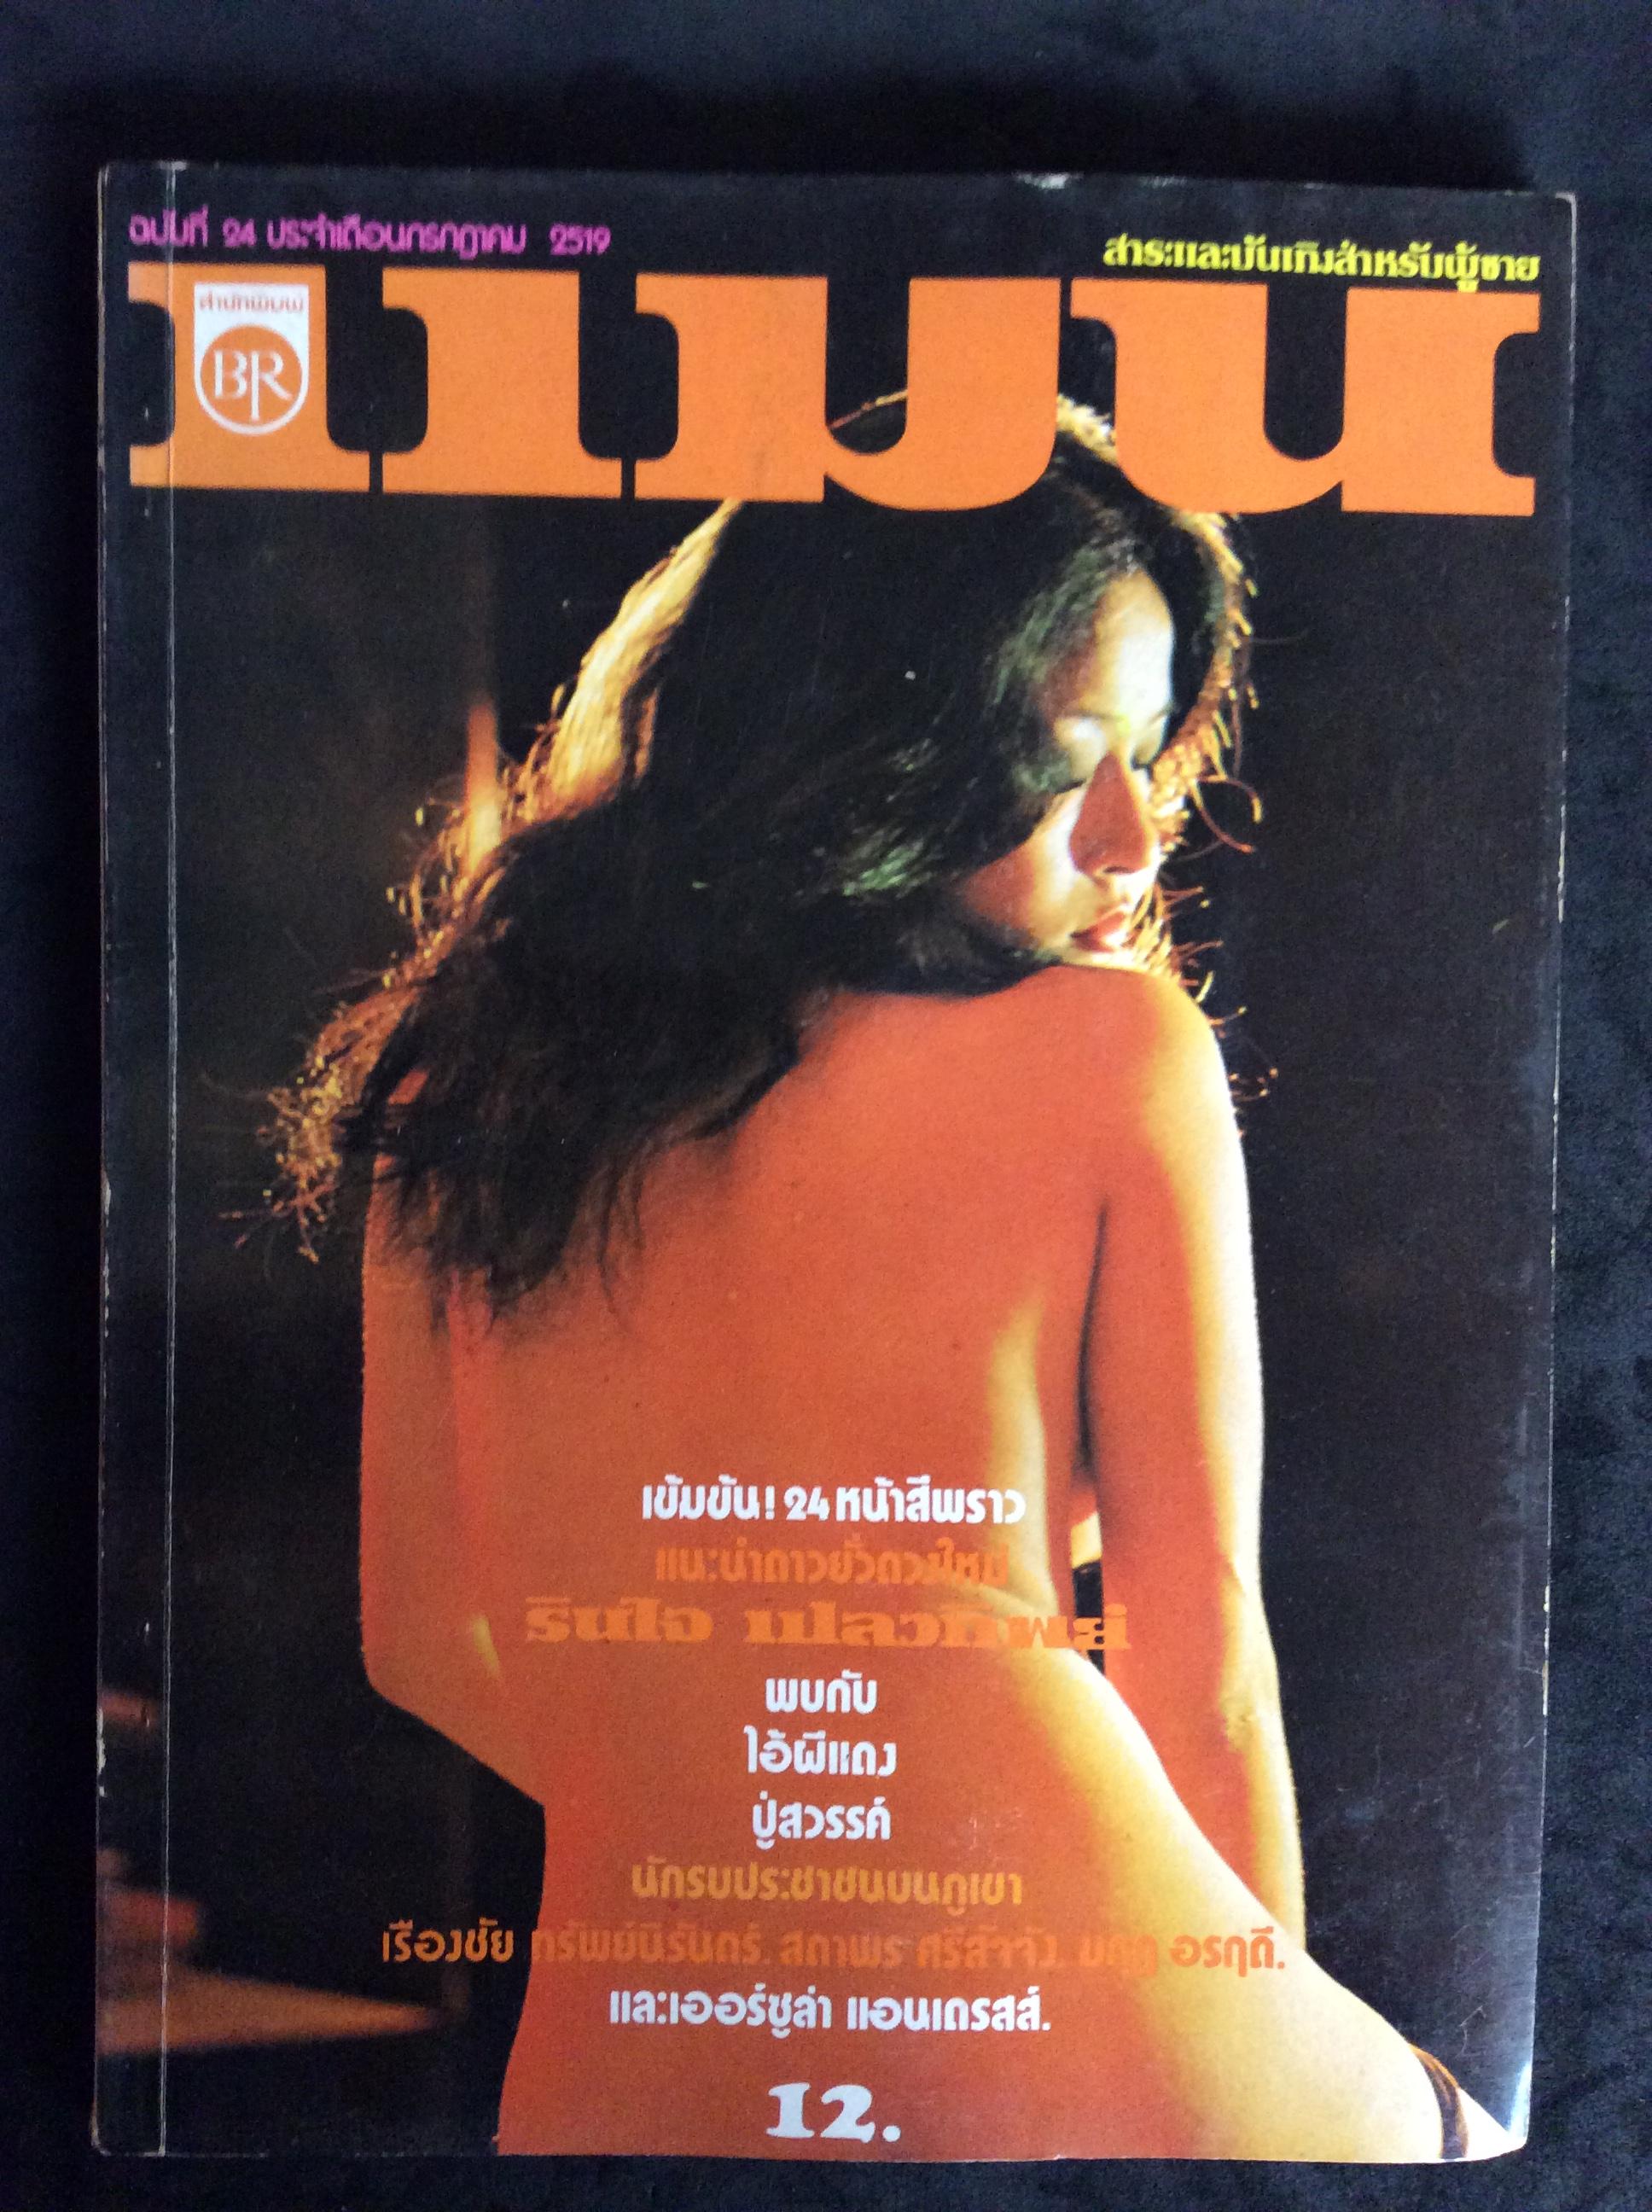 ฉบับที่ 24 ประจำเดือนกรกฎาคม 2519
สาระและบันเทิงสำหรับผู้ชาย
แมน
สำนักพิมพ์
BR
เข้มข้น! 24 หน้าสีพราว
แนะนำดาวยั่วดวงใหม่
รินใจ
พบกับ
ไอ้ผีแดง
ปู่สวรรค์
นักรบประชาชนบนภูเขา
เรืองชัย ทรัพย์นิรันดร์. สถาพร ศรีสัจจัง. มกุฏ อรฤดี.
และเออร์ซูล่า แอนเดรสส์.
12.